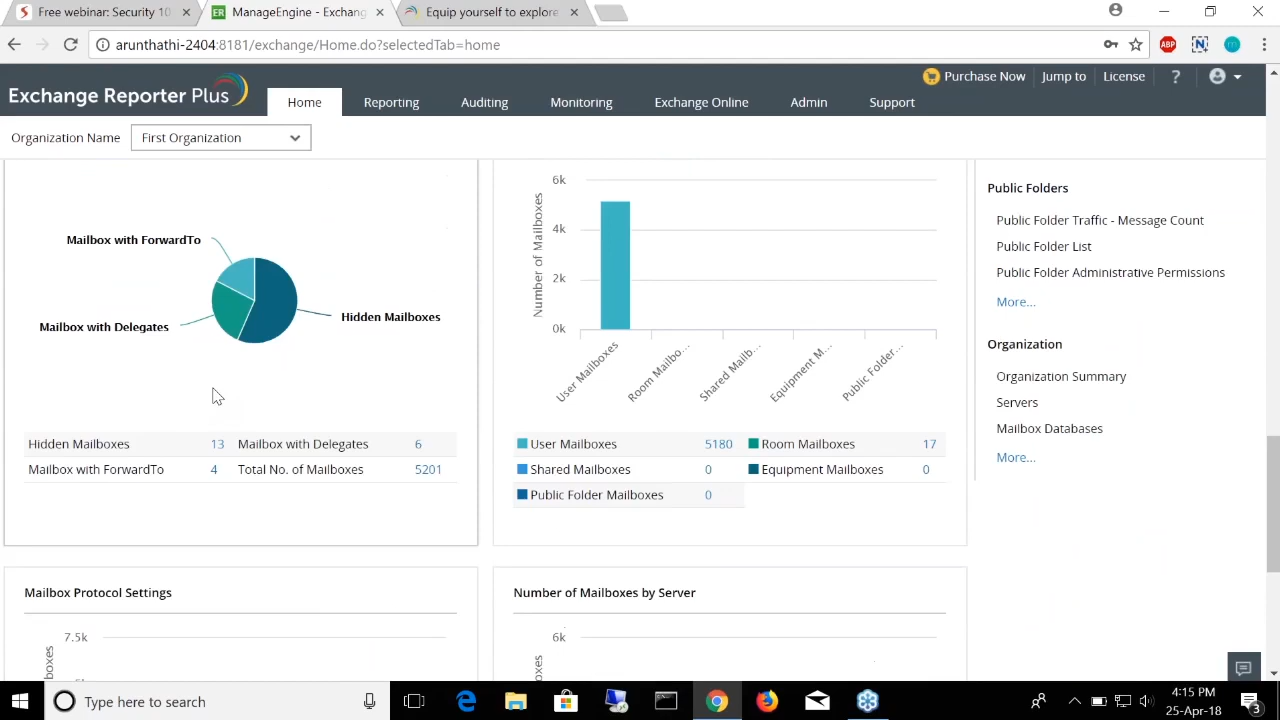 Free webinar: Security 10
ManageEngine - Exchang
Equip yourself to explore
arunthathi-2404:8181/exchange/Home.do?selectedTab=home
ABP
N
Purchase Now
Jump to
License
?
Exchange Reporter Plus
Home
Reporting
Auditing
Monitoring
Exchange Online
Admin
Support
Organization Name
First Organization
Mailbox with ForwardTo
Mailbox with Delegates
Hidden Mailboxes
Hidden Mailboxes 13 Mailbox with Delegates 6
Mailbox with ForwardTo 4 Total No. of Mailboxes 5201
Number of Mailboxes
6k
4k
2k
0k
User Mailboxes
Room Mailbo...
Shared Mailb...
Equipment M...
Public Folder...
User Mailboxes 5180 Room Mailboxes 17
Shared Mailboxes 0 Equipment Mailboxes 0
Public Folder Mailboxes 0
Public Folders
Public Folder Traffic - Message Count
Public Folder List
Public Folder Administrative Permissions
More...
Organization
Organization Summary
Servers
Mailbox Databases
More...
Mailbox Protocol Settings
7.5k
Number of Mailboxes by Server
6k
Type here to search
4:15 PM
25-Apr-18
3